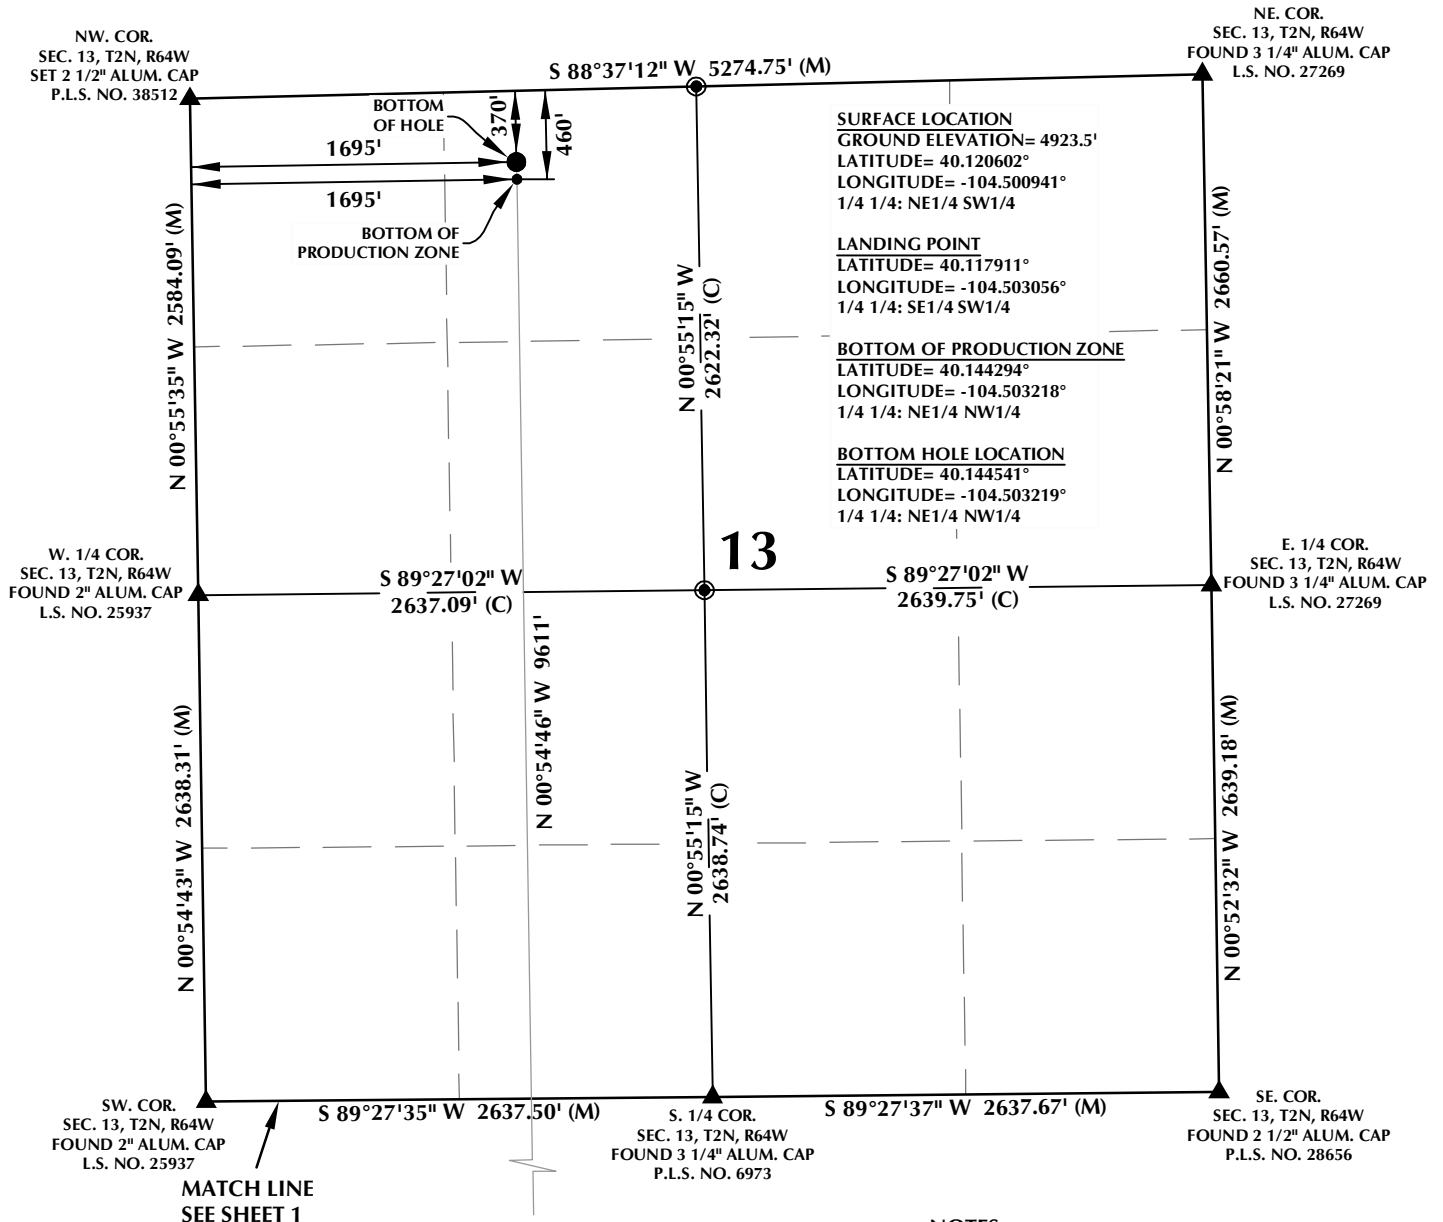 NW. COR.
SEC. 13, T2N, R64W
SET 2 1/2" ALUM. CAP
P.L.S. NO. 38512
S 88°37'12" W 5274.75' (M)
NE. COR.
SEC. 13, T2N, R64W
FOUND 3 1/4" ALUM. CAP
L.S. NO. 27269
BOTTOM
OF HOLE
370'
460'
1695'
1695'
BOTTOM OF
PRODUCTION ZONE
SURFACE LOCATION
GROUND ELEVATION= 4923.5'
LATITUDE= 40.120602°
LONGITUDE= -104.500941°
1/4 1/4: NE1/4 SW1/4
LANDING POINT
LATITUDE= 40.117911°
LONGITUDE= -104.503056°
1/4 1/4: SE1/4 SW1/4
BOTTOM OF PRODUCTION ZONE
LATITUDE= 40.144294°
LONGITUDE= -104.503218°
1/4 1/4: NE1/4 NW1/4
BOTTOM HOLE LOCATION
LATITUDE= 40.144541°
LONGITUDE= -104.503219°
1/4 1/4: NE1/4 NW1/4
N 00°55'35" W 2584.09' (M)
N 00°55'15" W
2622.32' (C)
N 00°58'21" W 2660.57' (M)
13
W. 1/4 COR.
SEC. 13, T2N, R64W
FOUND 2" ALUM. CAP
L.S. NO. 25937
S 89°27'02" W
2637.09' (C)
S 89°27'02" W
2639.75' (C)
E. 1/4 COR.
SEC. 13, T2N, R64W
FOUND 3 1/4" ALUM. CAP
L.S. NO. 27269
N 00°54'43" W 2638.31' (M)
N 00°54'46" W 9611'
N 00°55'15" W
2638.74' (C)
N 00°52'32" W 2639.18' (M)
SW. COR.
SEC. 13, T2N, R64W
FOUND 2" ALUM. CAP
L.S. NO. 25937
S 89°27'35" W 2637.50' (M)
S. 1/4 COR.
SEC. 13, T2N, R64W
FOUND 3 1/4" ALUM. CAP
P.L.S. NO. 6973
S 89°27'37" W 2637.67' (M)
SE. COR.
SEC. 13, T2N, R64W
FOUND 2 1/2" ALUM. CAP
P.L.S. NO. 28656
MATCH LINE
SEE SHEET 1
NOTES